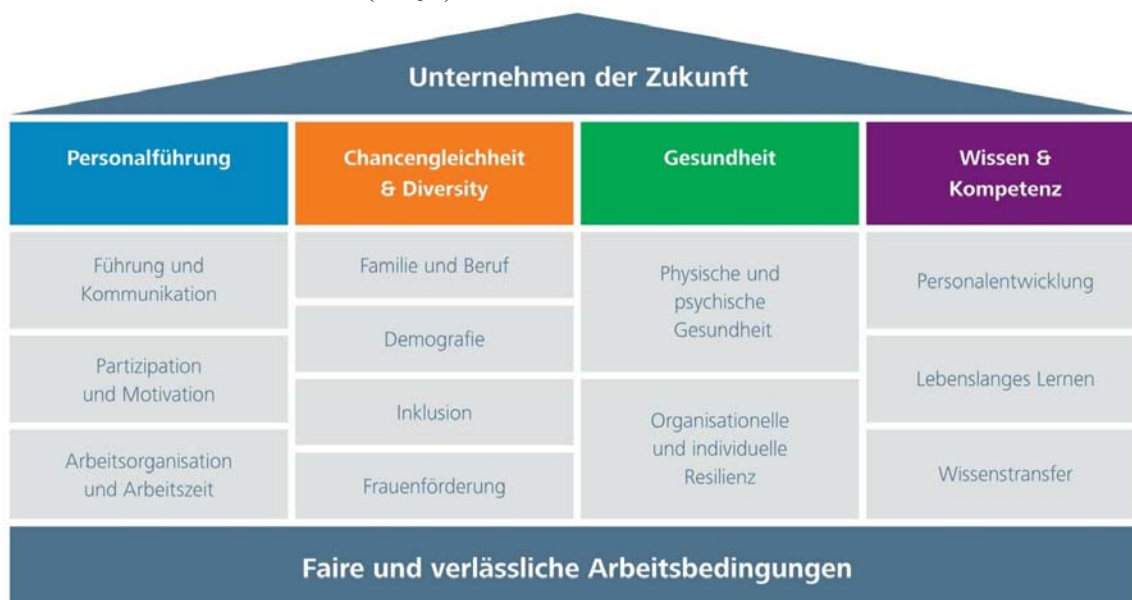 Unternehmen der Zukunft
Personalführung
Führung und
Kommunikation
Partizipation
und Motivation
Arbeitsorganisation
und Arbeitszeit
Chancengleichheit
& Diversity
Familie und Beruf
Demografie
Inklusion
Frauenförderung
Gesundheit
Physische und
psychische
Gesundheit
Organisationelle
und individuelle
Resilienz
Wissen &
Kompetenz
Personalentwicklung
Lebenslanges Lernen
Wissenstransfer
Faire und verlässliche Arbeitsbedingungen